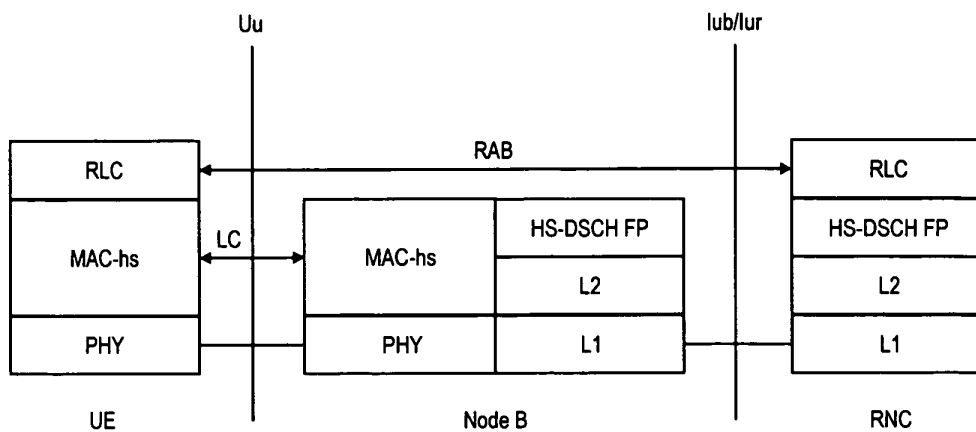 Uu
Iub/Iur
RAB
RLC
RLC
LC
MAC-hs
MAC-hs
HS-DSCH FP
HS-DSCH FP
L2
L2
PHY
PHY
L1
L1
UE
Node B
RNC